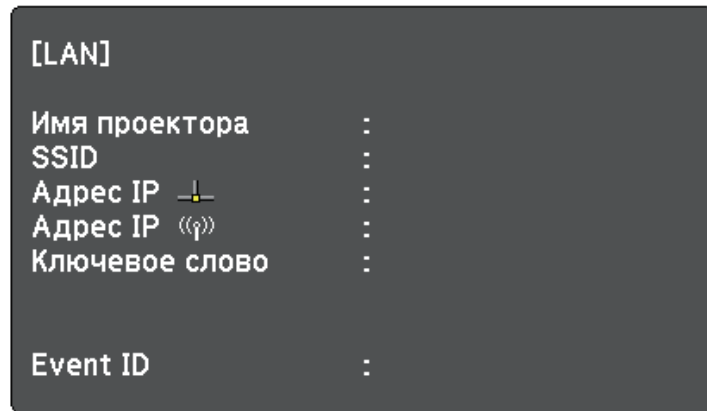 [LAN]
Имя проектора :
SSID :
Адрес IP :
Адрес IP :
Ключевое слово :
Event ID :